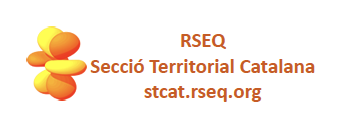 RSEQ
Secció Territorial Catalana
stcat.rseq.org